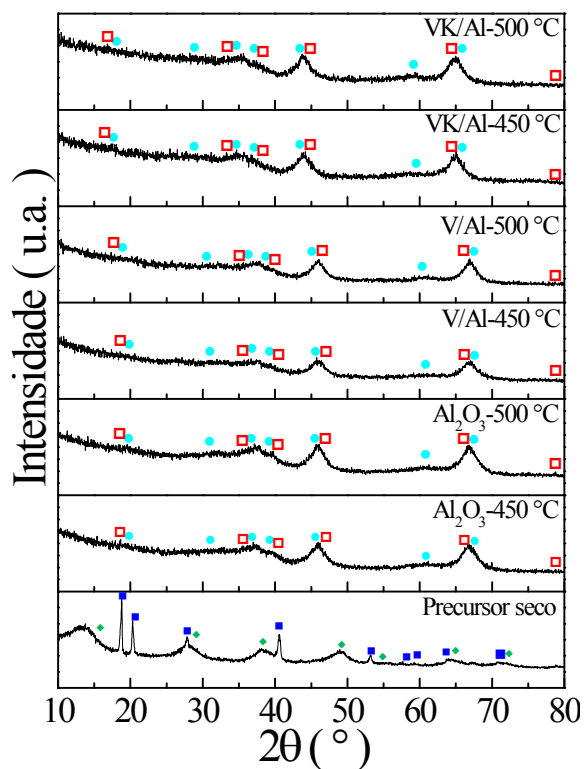 VK/Al-500 °C
VK/Al-450 °C
V/Al-500 °C
V/Al-450 °C
Al₂O₃-500 °C
Al₂O₃-450 °C
Precursor seco
Intensidade ( u.a. )
10 20 30 40 50 60 70 80
2θ ( ° )